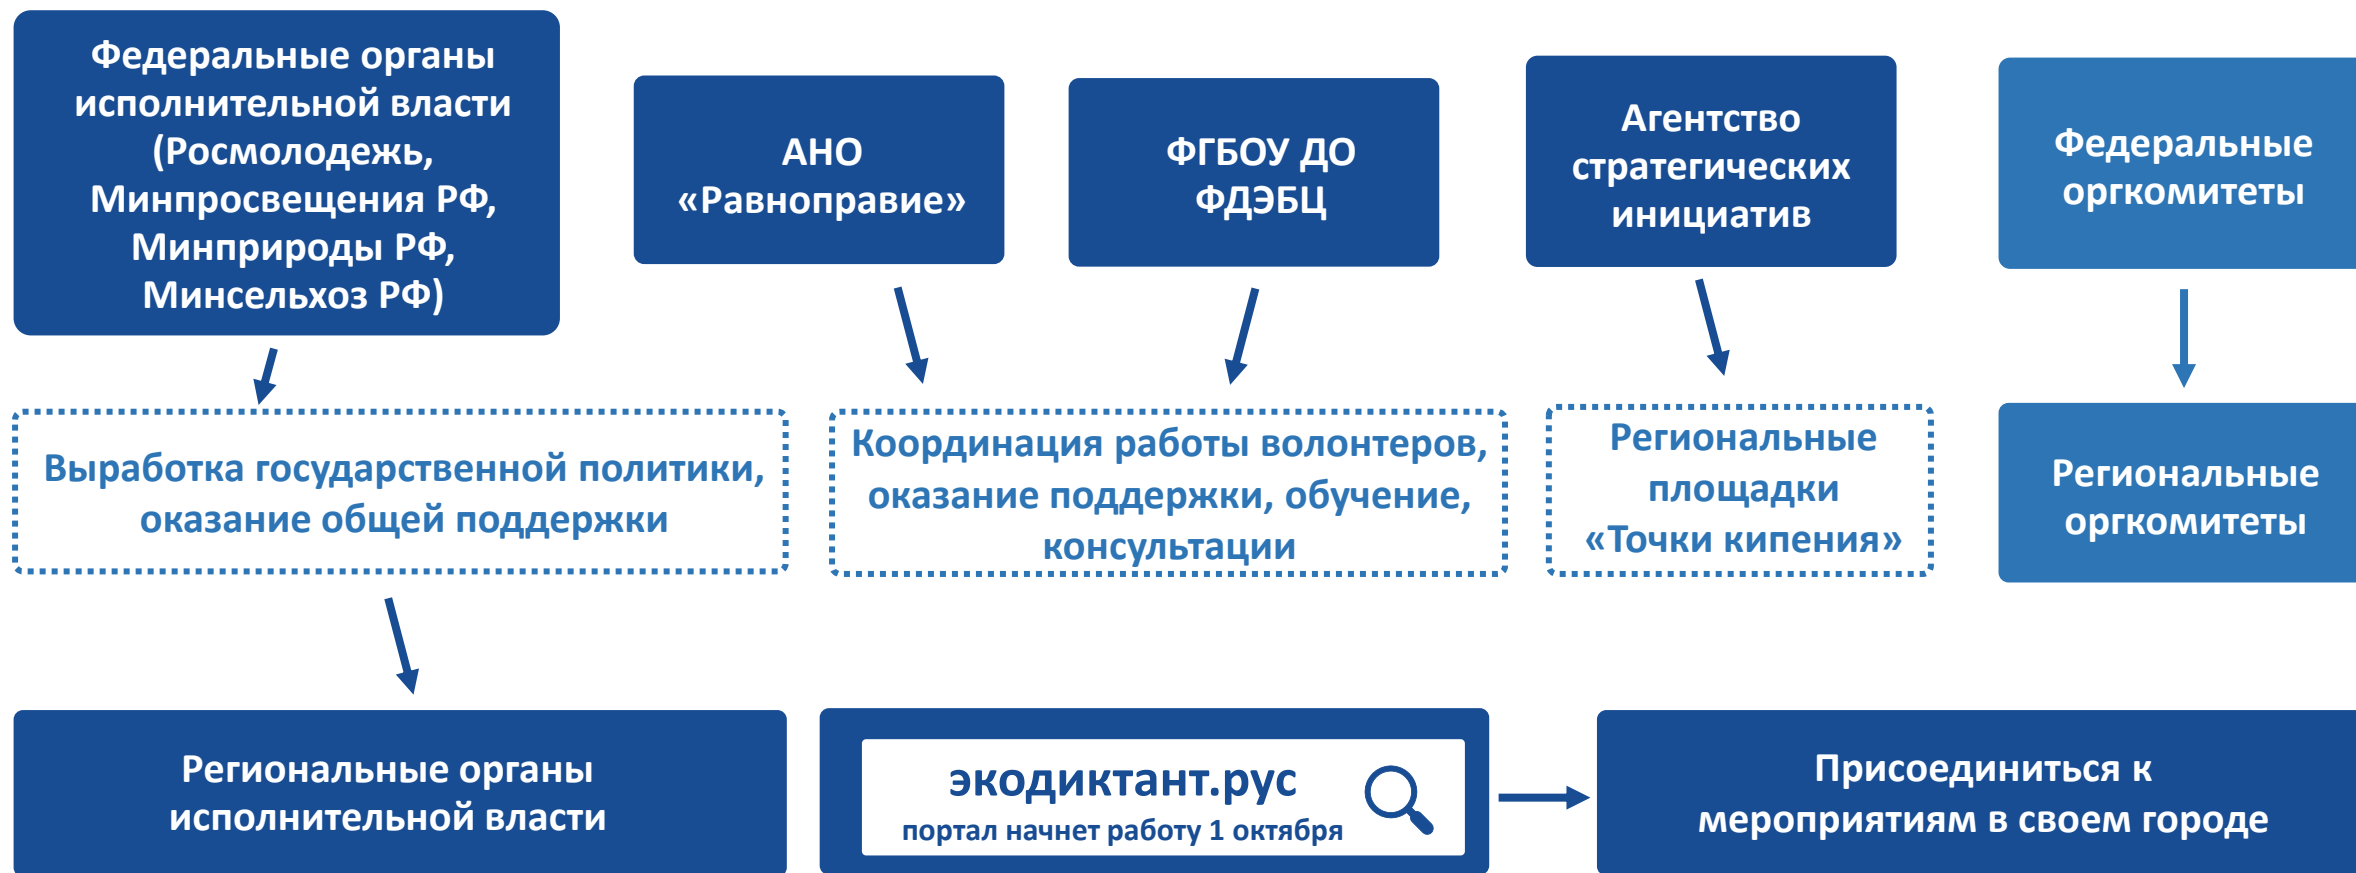 Федеральные органы
исполнительной власти
(Росмолодежь,
Минпросвещения РФ,
Минприроды РФ,
Минсельхоз РФ)
АНО
«Равноправие»
ФГБОУ ДО
ФДЭБЦ
Агентство
стратегических
инициатив
Федеральные
оргкомитеты
Выработка государственной политики,
оказание общей поддержки
Координация работы волонтеров,
оказание поддержки, обучение,
консультации
Региональные
площадки
«Точки кипения»
Региональные
оргкомитеты
Региональные органы
исполнительной власти
экодиктант.рус
портал начнет работу 1 октября
Присоединиться к
мероприятиям в своем городе